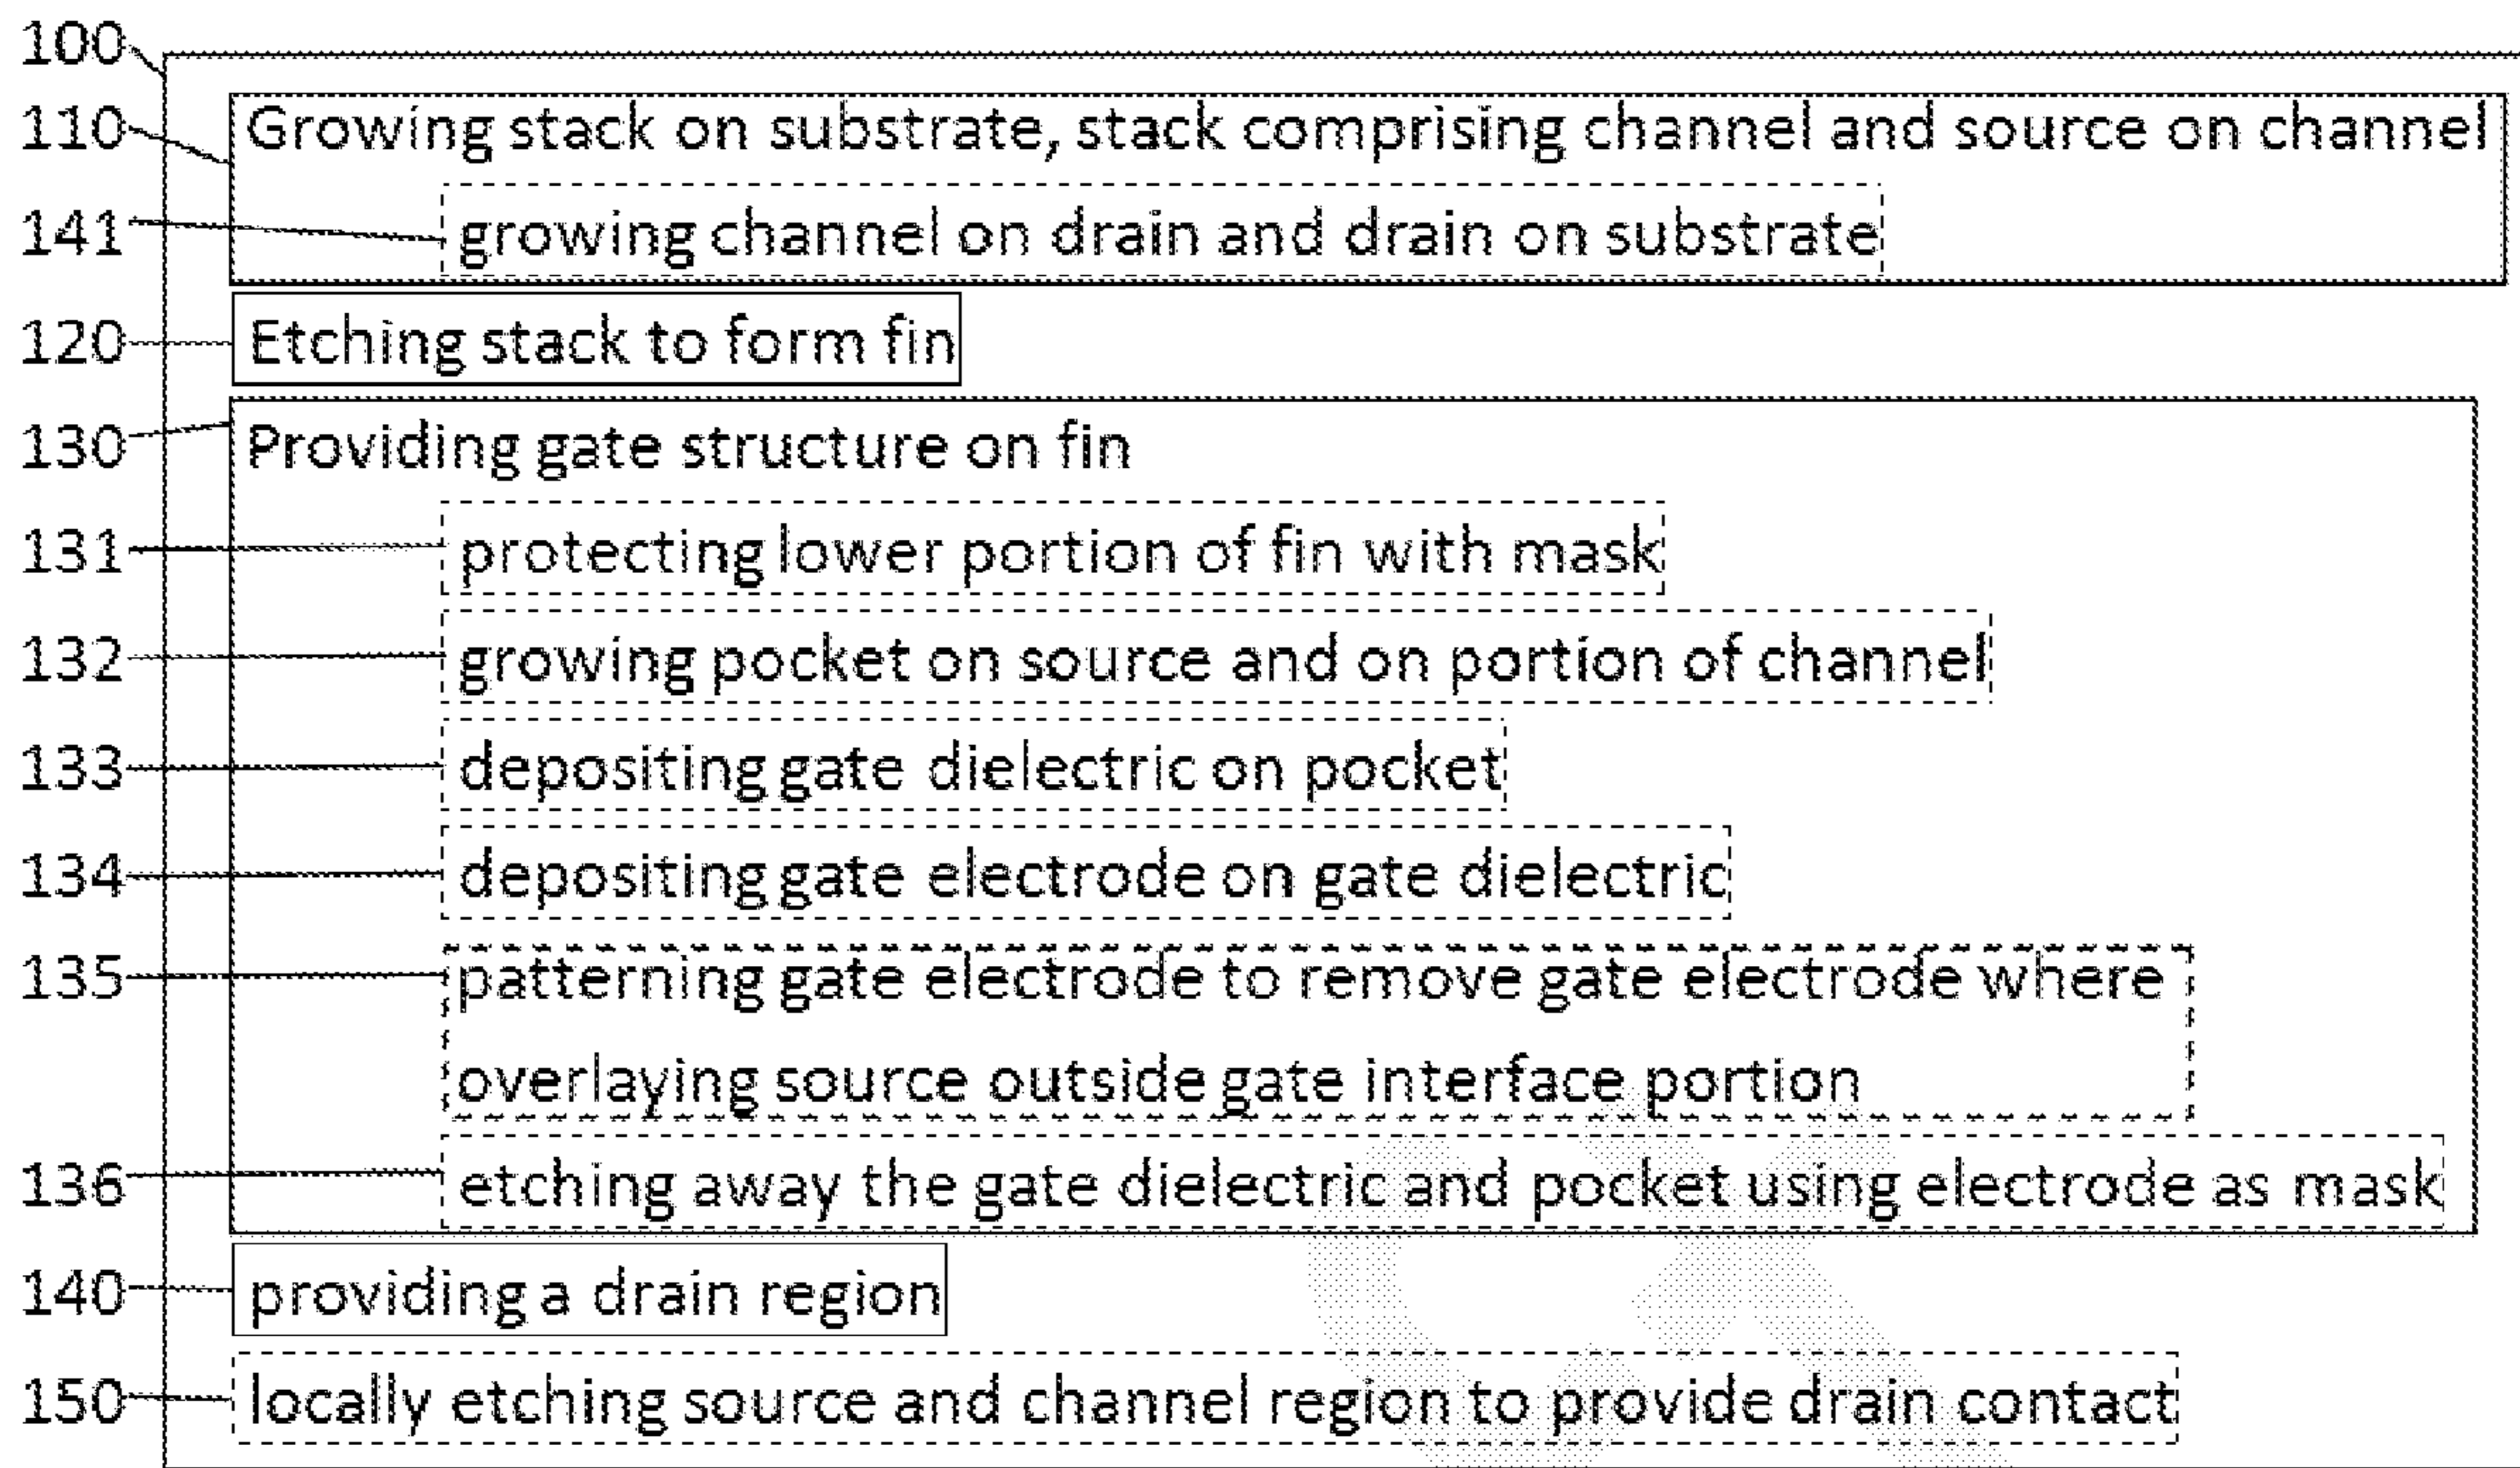 100
110 Growing stack on substrate, stack comprising channel and source on channel
141 growing channel on drain and drain on substrate
120 Etching stack to form fin
130 Providing gate structure on fin
131 protecting lower portion of fin with mask
132 growing pocket on source and on portion of channel
133 depositing gate dielectric on pocket
134 depositing gate electrode on gate dielectric
135 patterning gate electrode to remove gate electrode where
overlaying source outside gate interface portion
136 etching away the gate dielectric and pocket using electrode as mask
140 providing a drain region
150 locally etching source and channel region to provide drain contact